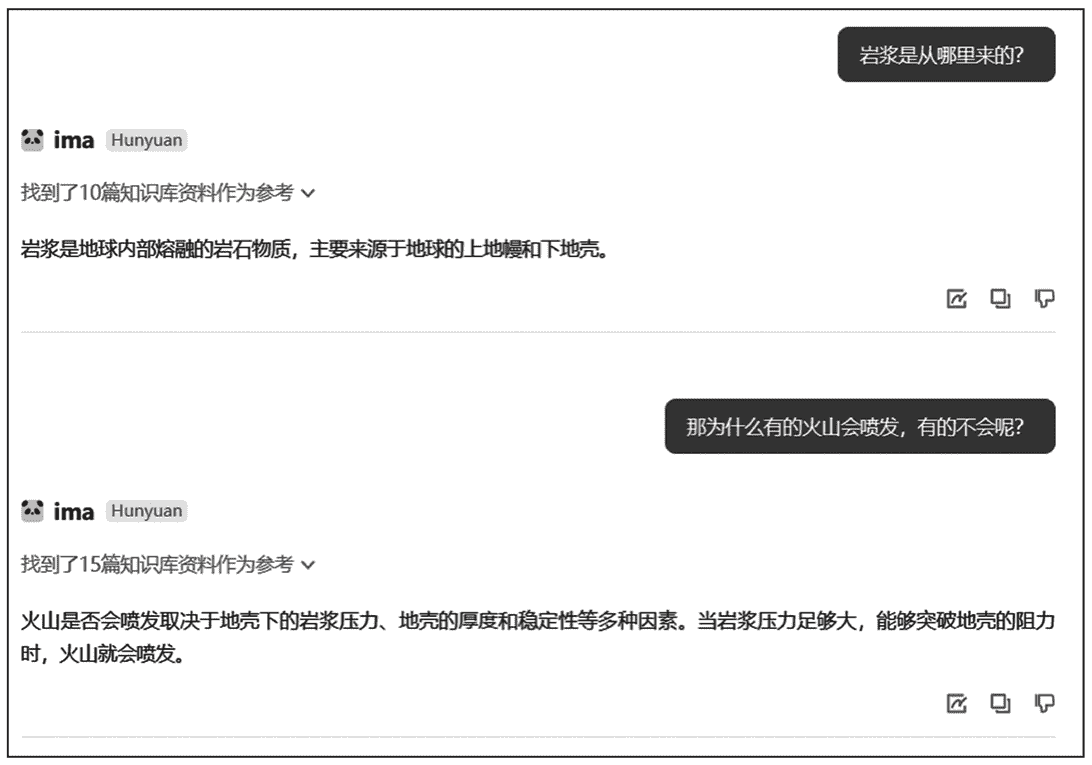 岩浆是从哪里来的？
ima Hunyuan
找到了10篇知识库资料作为参考
岩浆是地球内部熔融的岩石物质，主要来源于地球的上地幔和下地壳。
那为什么有的火山会喷发，有的不会呢？
ima Hunyuan
找到了15篇知识库资料作为参考
火山是否会喷发取决于地壳下的岩浆压力、地壳的厚度和稳定性等多种因素。当岩浆压力足够大，能够突破地壳的阻力
时，火山就会喷发。